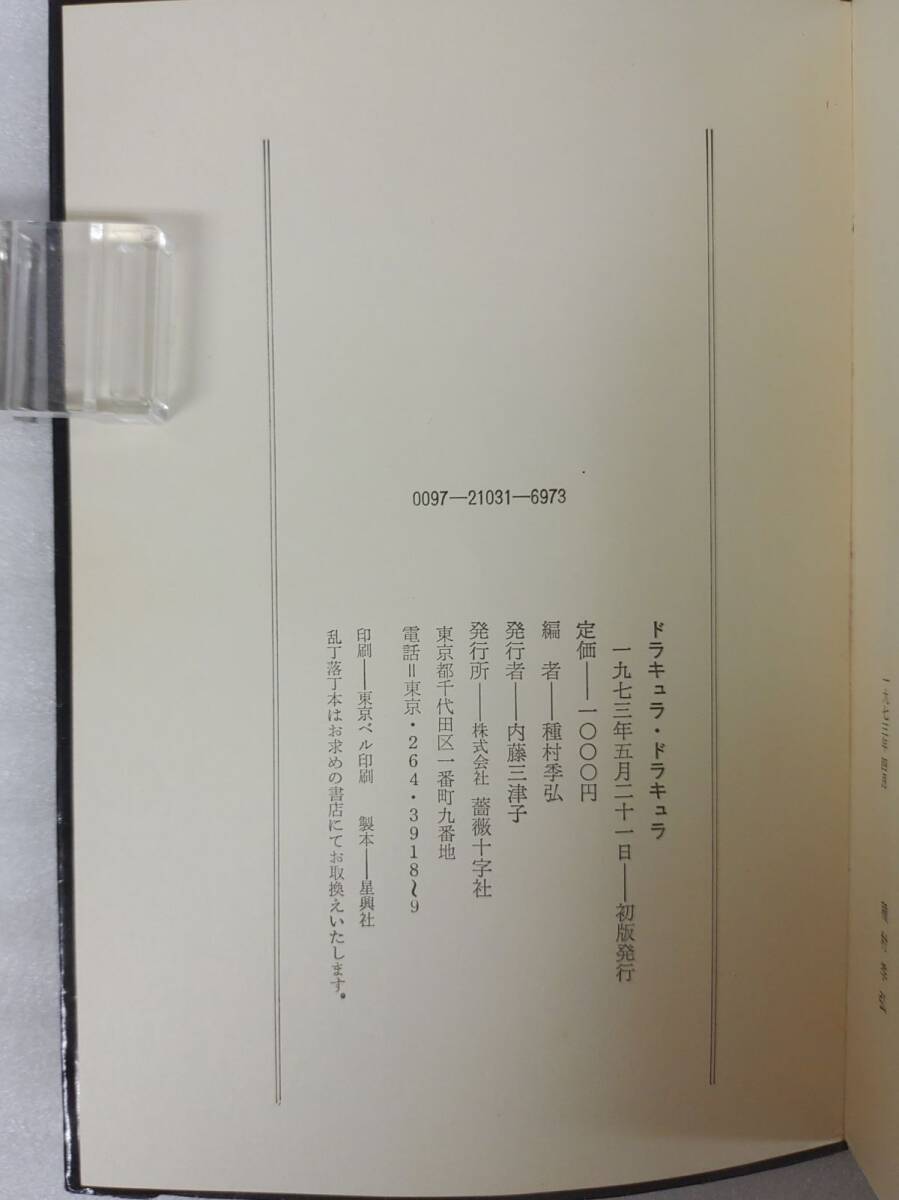 ドラキュラ・ドラキュラ
一九七三年五月二十一日――初版発行
定価――一〇〇〇円
編　者――種村季弘
発行者――内藤三津子
発行所――株式会社 薔薇十字社
東京都千代田区一番町九番地
電話＝東京・264・3918〜9
印刷――東京ベル印刷　製本――星興社
乱丁落丁本はお求めの書店にてお取換えいたします。
0097―21031―6973